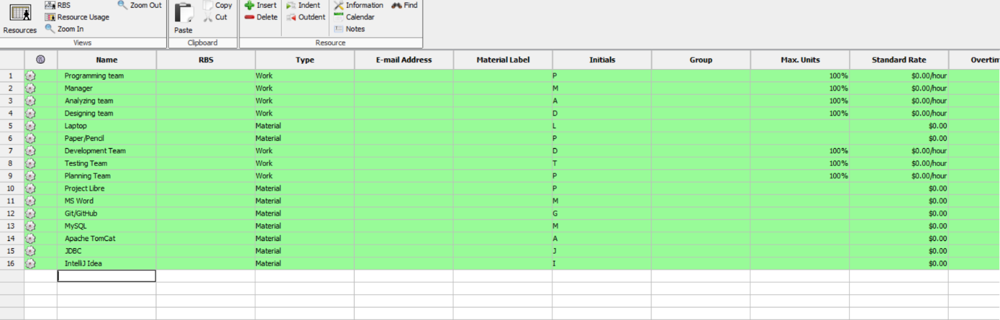 RBS Zoom Out Copy Insert Indent Information Find
Resource Usage Cut Delete Outdent Calendar
Resources Zoom In Paste Notes
Views Clipboard Resource
Name RBS Type E-mail Address Material Label Initials Group Max. Units Standard Rate Overtim
1 Programming team Work P 100% $0.00/hour
2 Manager Work M 100% $0.00/hour
3 Analyzing team Work A 100% $0.00/hour
4 Designing team Work D 100% $0.00/hour
5 Laptop Material L $0.00
6 Paper/Pencil Material P $0.00
7 Development Team Work D 100% $0.00/hour
8 Testing Team Work T 100% $0.00/hour
9 Planning Team Work P 100% $0.00/hour
10 Project Libre Material P $0.00
11 MS Word Material M $0.00
12 Git/GitHub Material G $0.00
13 MySQL Material M $0.00
14 Apache TomCat Material A $0.00
15 JDBC Material J $0.00
16 IntelliJ Idea Material I $0.00